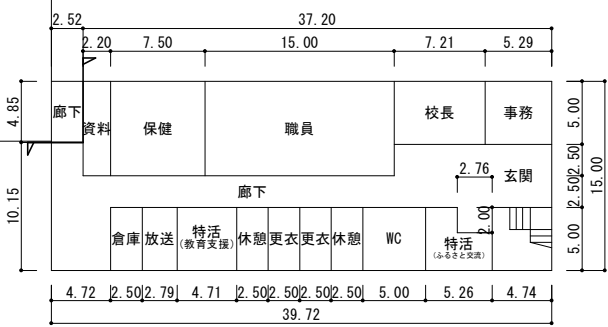 2.52 37.20
2.20 7.50 15.00 7.21 5.29
4.85
廊下
資料
保健
職員
校長
事務
5.00
2.50
15.00
2.76
玄関
廊下
2.50
10.15
2.00
倉庫
放送
特活
(教育支援)
休憩
更衣
更衣
休憩
WC
特活
(ふるさと交流)
5.00
4.72 2.50 2.79 4.71 2.50 2.50 2.50 2.50 5.00 5.26 4.74
39.72